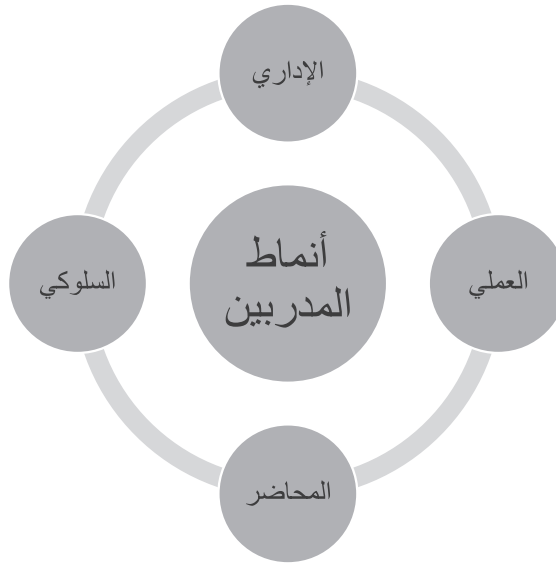 الإداري
أنماط
المدربين
العملي
السلوكي
المحاضر